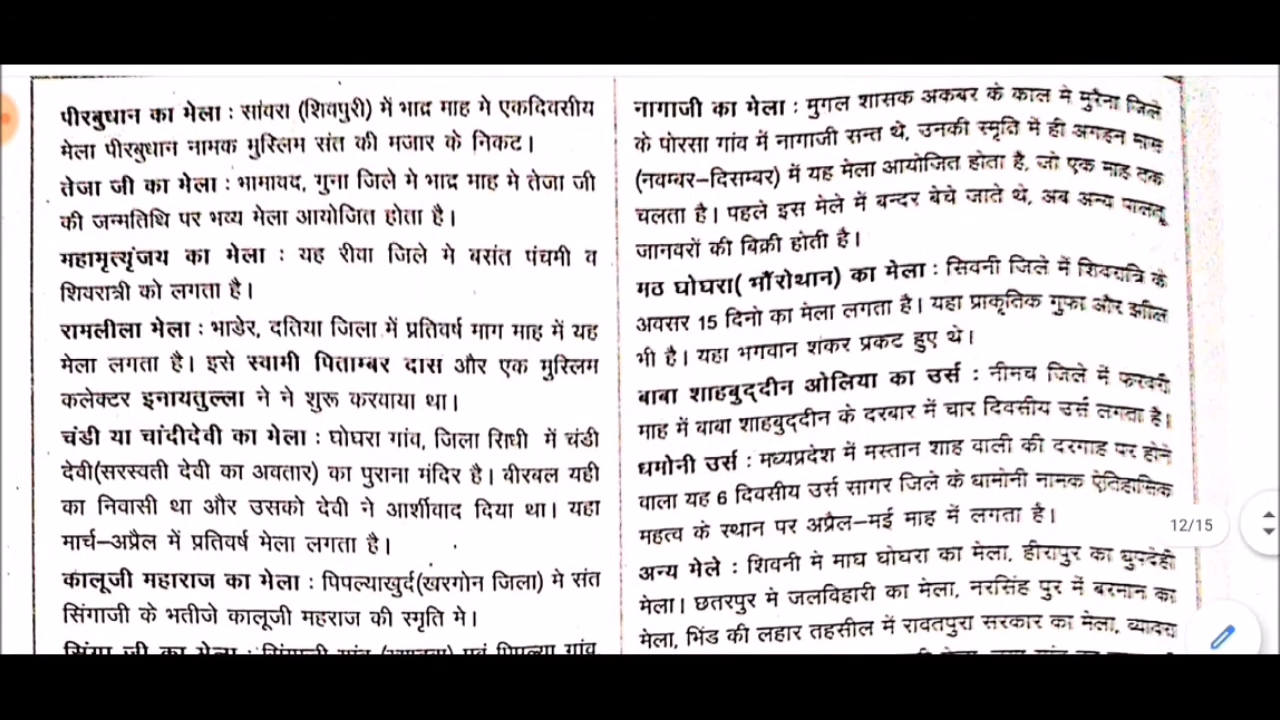 पीरबुधान का मेला : सांवरा (शिवपुरी) में भाद्र माह मे एकदिवसीय
मेला पीरबुधान नामक मुस्लिम संत की मजार के निकट।
तेजा जी का मेला : भामावद, गुना जिले मे भाद्र माह मे तेजा जी
की जन्मतिथि पर भव्य मेला आयोजित होता है।
महामृत्यृंजय का मेला : यह रीवा जिले मे बसंत पंचमी व
शिवरात्री को लगता है।
रामलीला मेला : भाडेर, दतिया जिला में प्रतिवर्ष माग माह में यह
मेला लगता है। इसे स्वामी पिताम्बर दास और एक मुस्लिम
कलेक्टर इनायतुल्ला ने ने शुरू करवाया था।
चंडी या चांदीदेवी का मेला : घोघरा गांव, जिला सिधी में चंडी
देवी(सरस्वती देवी का अवतार) का पुराना मंदिर है। बीरबल यही
का निवासी था और उसको देवी ने आर्शीवाद दिया था। यहा
मार्च–अप्रैल में प्रतिवर्ष मेला लगता है।
कालूजी महाराज का मेला : पिपल्याखुर्द(खरगोन जिला) मे संत
सिंगाजी के भतीजे कालूजी महराज की स्मृति मे।
सिंगा जी का मेला :
नागाजी का मेला : मुगल शासक अकबर के काल मे मुरैना जिले
के पोरसा गांव में नागाजी सन्त थे, उनकी स्मृति में ही अगहन मास
(नवम्बर–दिसम्बर) में यह मेला आयोजित होता है, जो एक माह तक
चलता है। पहले इस मेले में बन्दर बेचे जाते थे, अब अन्य पालतू
जानवरों की बिक्री होती है।
मठ घोघरा( भौंरोथान) का मेला : सिवनी जिले में शिवरात्रि के
अवसर 15 दिनो का मेला लगता है। यहा प्राकृतिक गुफा और झील
भी है। यहा भगवान शंकर प्रकट हुए थे।
बाबा शाहबुद्दीन ओलिया का उर्स : नीमच जिले में फरवरी
माह में बाबा शाहबुद्दीन के दरबार में चार दिवसीय उर्स लगता है।
धमोनी उर्स : मध्यप्रदेश में मस्तान शाह वाली की दरगाह पर होने
वाला यह 6 दिवसीय उर्स सागर जिले के धामोनी नामक ऐतिहासिक
महत्व के स्थान पर अप्रैल–मई माह में लगता है।
12/15
अन्य मेले : शिवनी मे माघ घोघरा का मेला, हीरापुर का
मेला। छतरपुर मे जलविहारी का मेला, नरसिंह पुर में बरमान का
मेला, भिंड की लहार तहसील में रावतपुरा सरकार का मेला, ब्यावरा